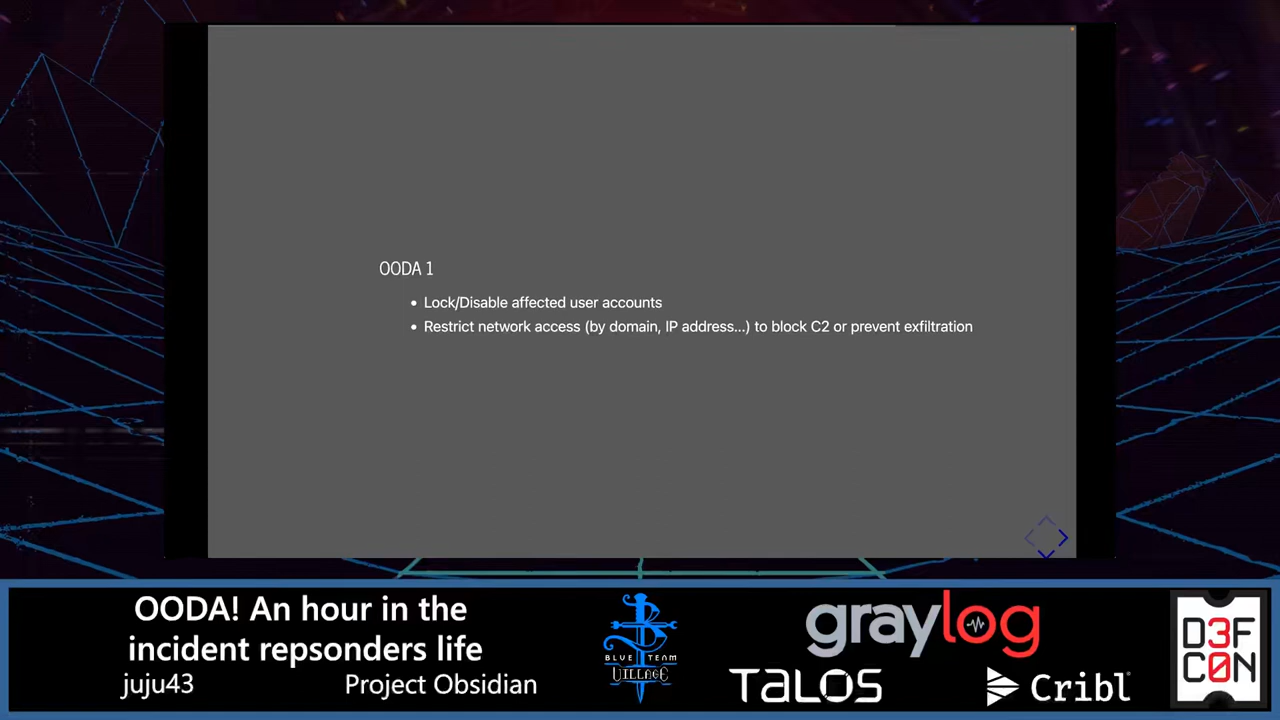 OODA 1
• Lock/Disable affected user accounts
• Restrict network access (by domain, IP address...) to block C2 or prevent exfiltration
OODA! An hour in the
incident repsonders life
juju43
Project Obsidian
BLUE TEAM
VILLAGE
graylog
TALOS
Cribl
D3F
C0N